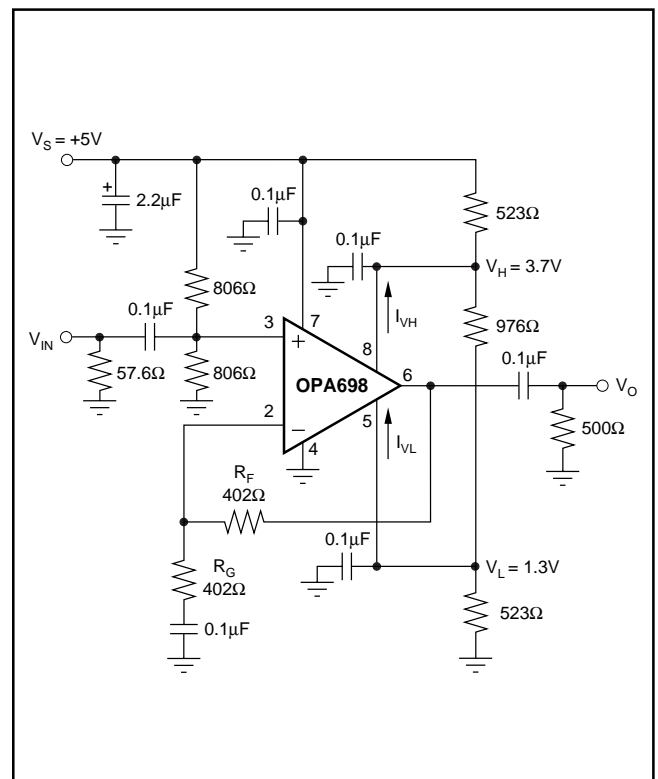 V_S = +5V
+
2.2µF
0.1µF
523Ω
0.1µF
V_H = 3.7V
806Ω
I_VH
976Ω
0.1µF
V_IN
3
7
+
8
57.6Ω
806Ω
OPA698
6
0.1µF
V_O
2
−
5
4
I_VL
500Ω
R_F
402Ω
0.1µF
V_L = 1.3V
R_G
402Ω
523Ω
0.1µF